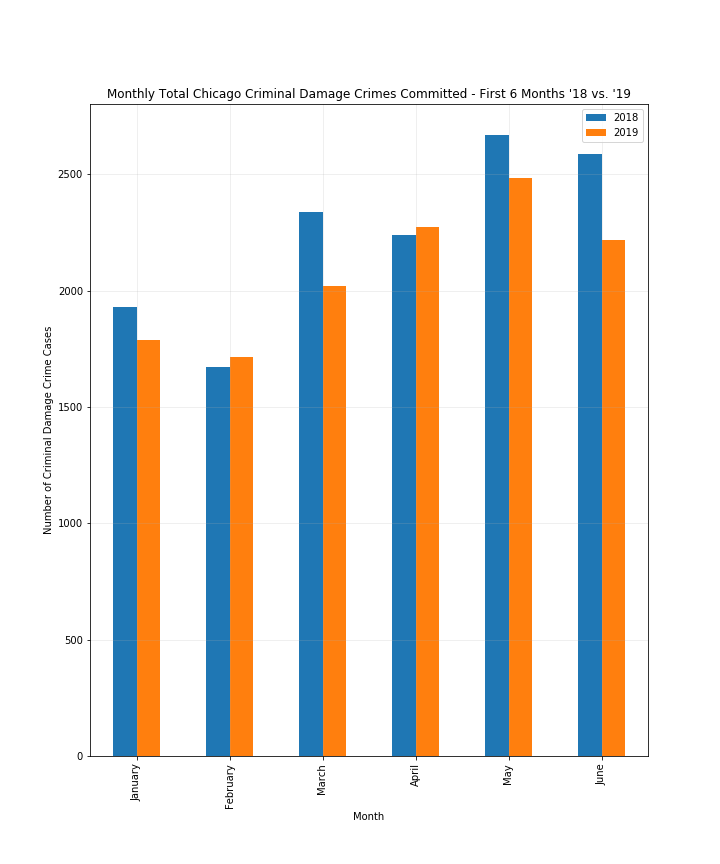 Monthly Total Chicago Criminal Damage Crimes Committed - First 6 Months '18 vs. '19
2018
2019
Number of Criminal Damage Crime Cases
2500
2000
1500
1000
500
0
January
February
March
April
May
June
Month